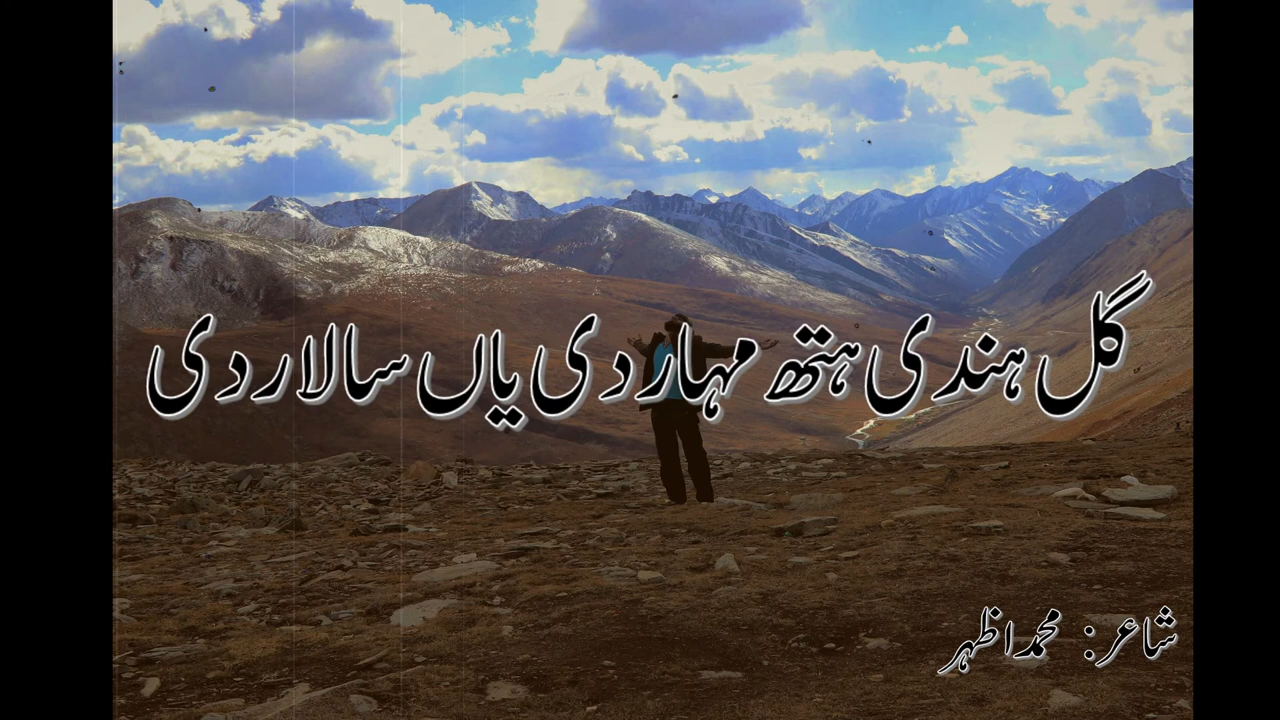 گل ہندی ہتھ مہار دی یاں سالار دی
شاعر: محمد اظہر